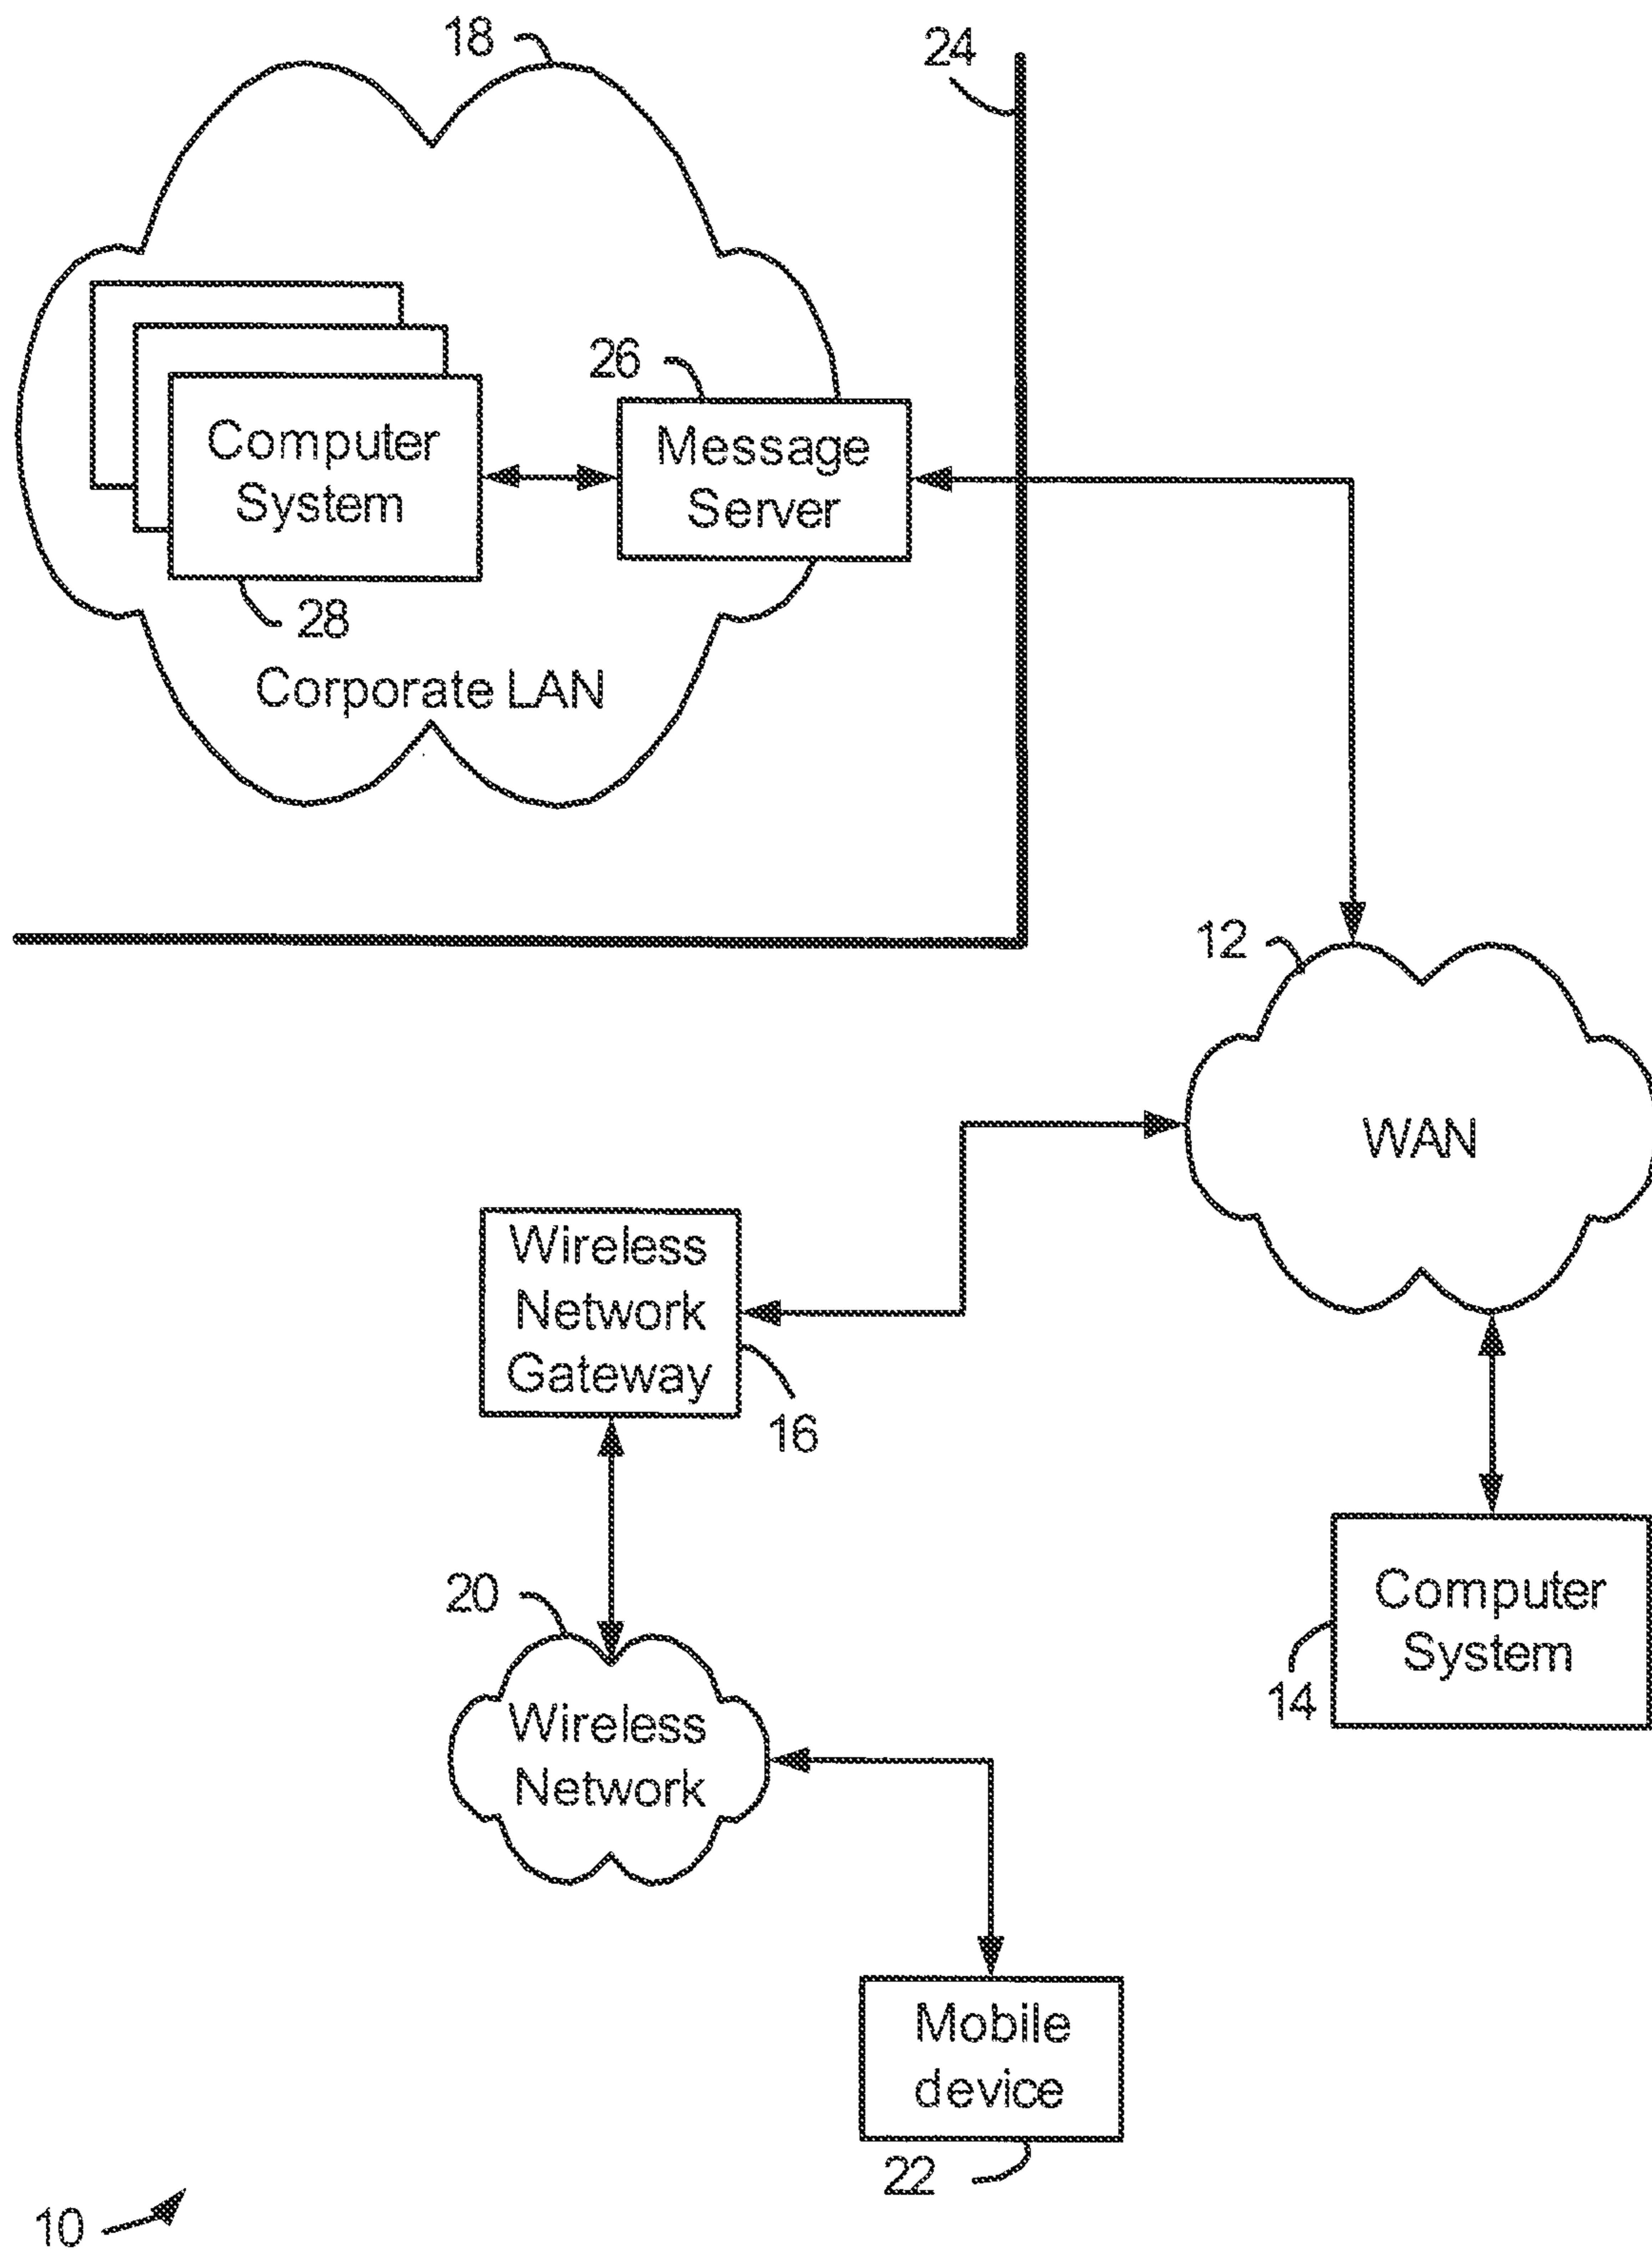 18
24
26
Computer
System
Message
Server
28
Corporate LAN
12
WAN
Wireless
Network
Gateway
16
20
Wireless
Network
Computer
System
14
Mobile
device
22
10